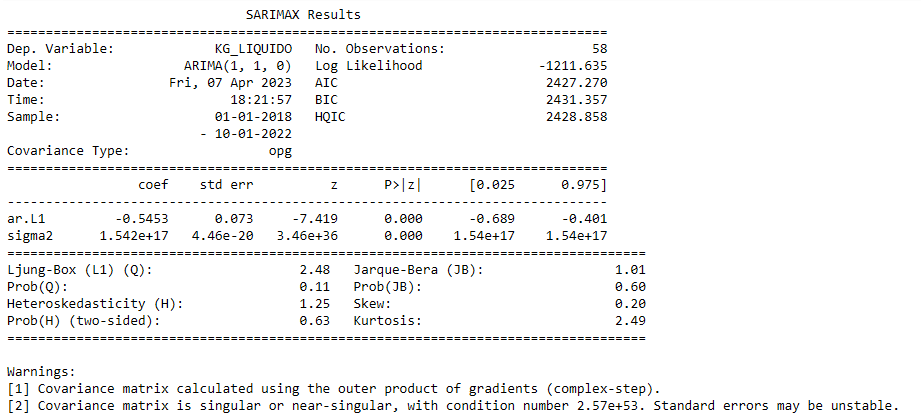 SARIMAX Results
==============================================================================
Dep. Variable: KG_LIQUIDO No. Observations: 58
Model: ARIMA(1, 1, 0) Log Likelihood -1211.635
Date: Fri, 07 Apr 2023 AIC 2427.270
Time: 18:21:57 BIC 2431.357
Sample: 01-01-2018 HQIC 2428.858
- 10-01-2022
Covariance Type: opg
==============================================================================
coef std err z P>|z| [0.025 0.975]
------------------------------------------------------------------------------
ar.L1 -0.5453 0.073 -7.419 0.000 -0.689 -0.401
sigma2 1.542e+17 4.46e-20 3.46e+36 0.000 1.54e+17 1.54e+17
===================================================================================
Ljung-Box (L1) (Q): 2.48 Jarque-Bera (JB): 1.01
Prob(Q): 0.11 Prob(JB): 0.60
Heteroskedasticity (H): 1.25 Skew: 0.20
Prob(H) (two-sided): 0.63 Kurtosis: 2.49
===================================================================================
Warnings:
[1] Covariance matrix calculated using the outer product of gradients (complex-step).
[2] Covariance matrix is singular or near-singular, with condition number 2.57e+53. Standard errors may be unstable.